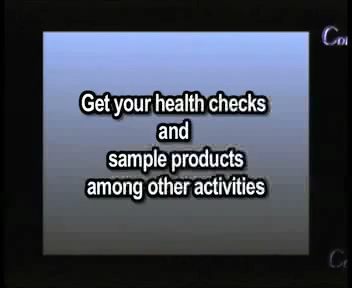 Get your health checks
and
sample products
among other activities